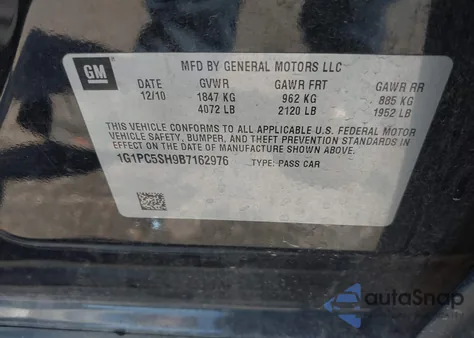 GM
MFD BY GENERAL MOTORS LLC
DATE GVWR GAWR FRT GAWR RR
12/10 1847 KG 962 KG 885 KG
4072 LB 2120 LB 1952 LB
THIS VEHICLE CONFORMS TO ALL APPLICABLE U.S. FEDERAL MOTOR
VEHICLE SAFETY, BUMPER, AND THEFT PREVENTION STANDARDS IN
EFFECT ON THE DATE OF MANUFACTURE SHOWN ABOVE.
1G1PC5SH9B7162976 TYPE: PASS CAR
autoSnap